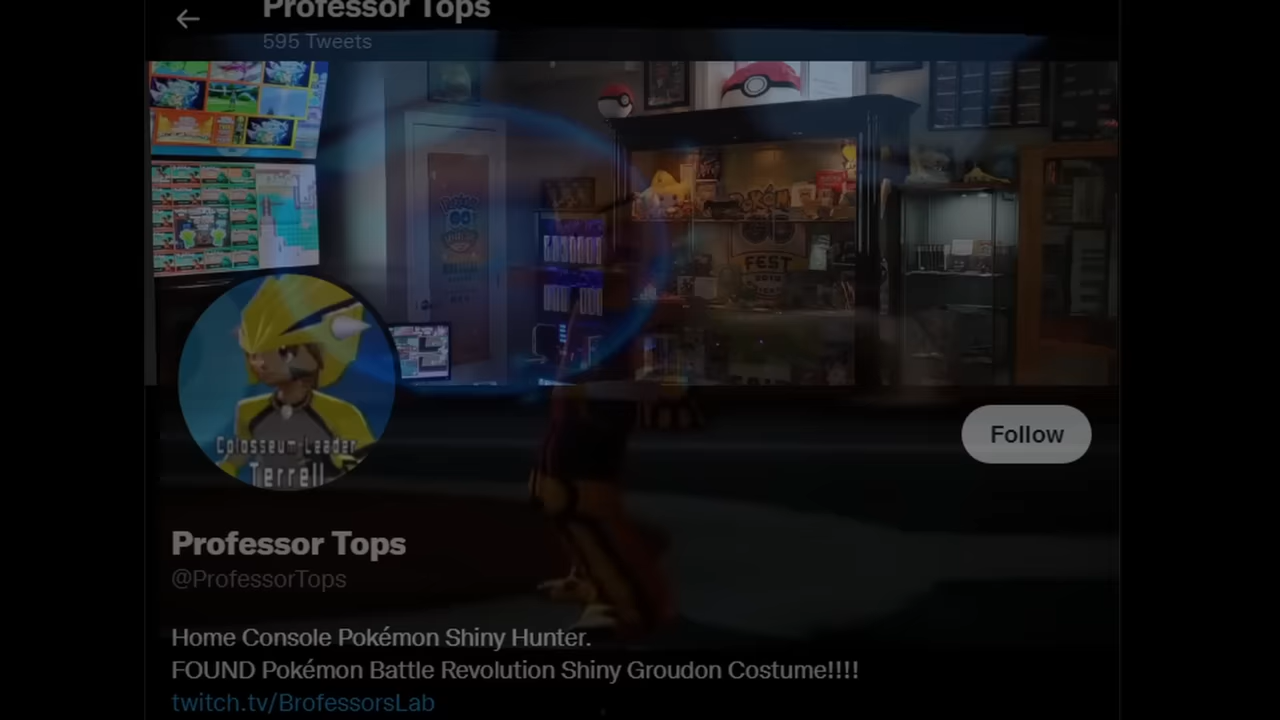 Professor Tops
595 Tweets
FEST
Colosseum Leader
Terrell
Follow
Professor Tops
@ProfessorTops
Home Console Pokémon Shiny Hunter.
FOUND Pokémon Battle Revolution Shiny Groudon Costume!!!!
twitch.tv/BrofessorsLab